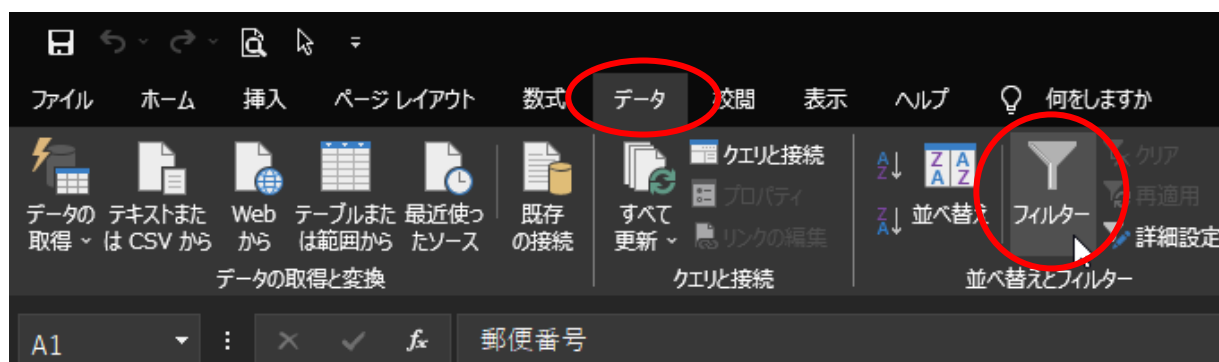 ファイル ホーム 挿入 ページ レイアウト 数式 データ 校閲 表示 ヘルプ 何をしますか
データの
取得
テキストまた
は CSV から
Web
から
テーブルまた
は範囲から
最近使っ
たソース
既存
の接続
すべて
更新
クエリと接続
プロパティ
リンクの編集
並べ替え
フィルター
クリア
再適用
詳細設定
データの取得と変換 クエリと接続 並べ替えとフィルター
A1 fx 郵便番号